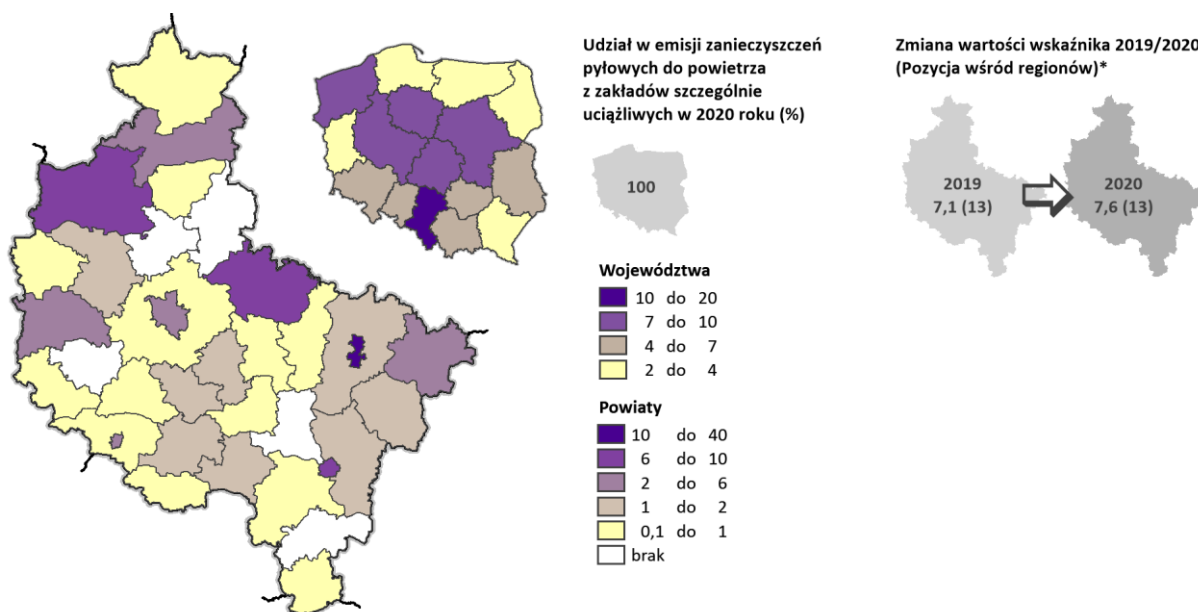 Udział w emisji zanieczyszczeń
pyłowych do powietrza
z zakładów szczególnie
uciążliwych w 2020 roku (%)
100
Zmiana wartości wskaźnika 2019/2020
(Pozycja wśród regionów)*
2019
7,1 (13)
2020
7,6 (13)
Województwa
10 do 20
7 do 10
4 do 7
2 do 4
Powiaty
10 do 40
6 do 10
2 do 6
1 do 2
0,1 do 1
brak